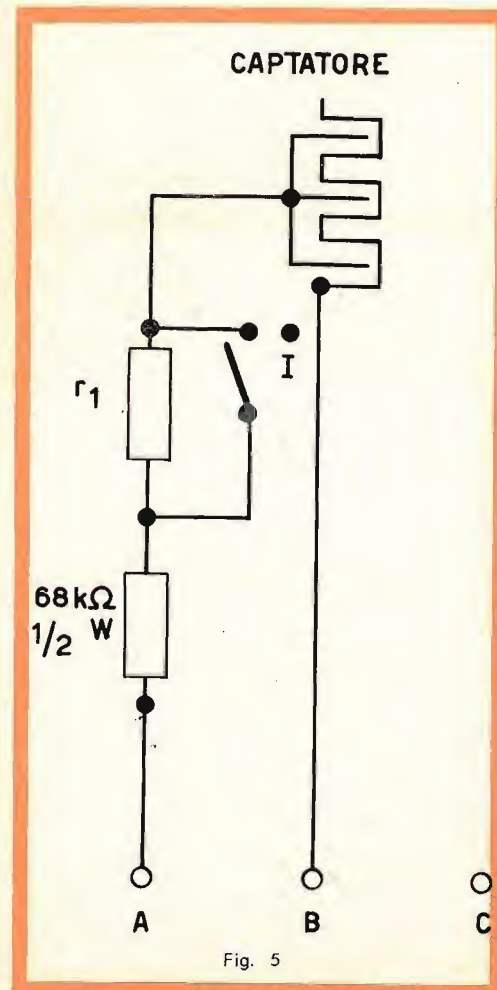 CAPTATORE
I
r1
68kΩ
1/2 W
A B C
Fig. 5